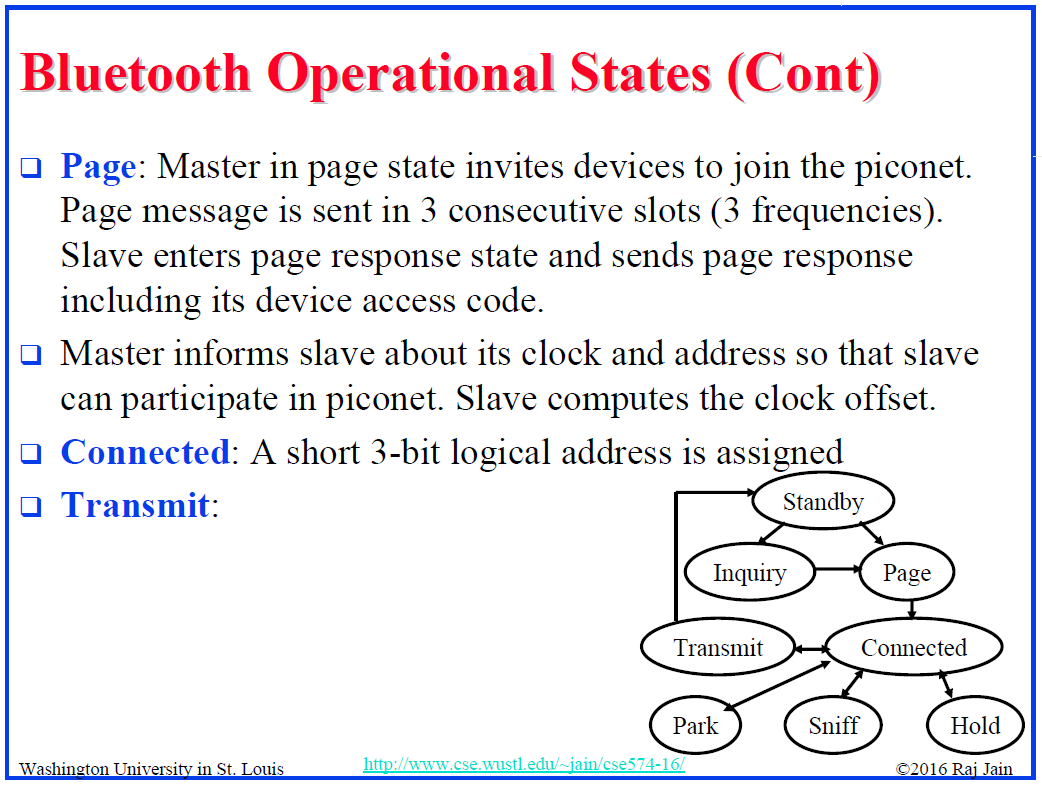 Bluetooth Operational States (Cont)
Page: Master in page state invites devices to join the piconet.
Page message is sent in 3 consecutive slots (3 frequencies).
Slave enters page response state and sends page response
including its device access code.
Master informs slave about its clock and address so that slave
can participate in piconet. Slave computes the clock offset.
Connected: A short 3-bit logical address is assigned
Transmit:
Standby
Inquiry
Page
Transmit
Connected
Park
Sniff
Hold
Washington University in St. Louis
http://www.cse.wustl.edu/~jain/cse574-16/
©2016 Raj Jain